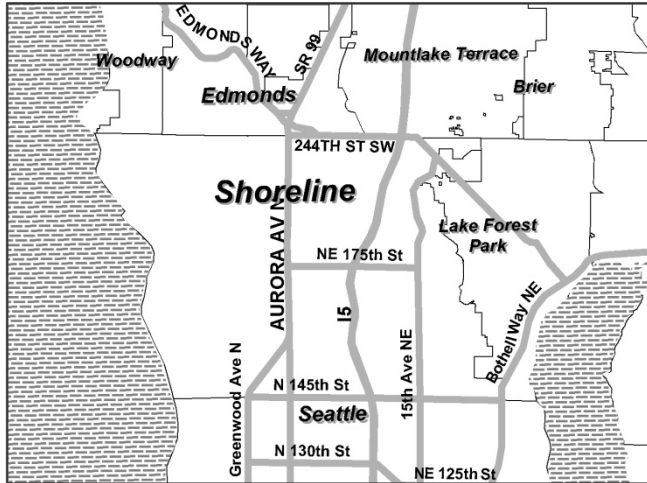 EDMONDS WAY
SR 99
Woodway
Mountlake Terrace
Edmonds
Brier
244TH ST SW
Shoreline
Lake Forest
Park
AURORA AV N
NE 175th St
I5
15th Ave NE
Bothell Way NE
Greenwood Ave N
N 145th St
Seattle
N 130th St
NE 125th St